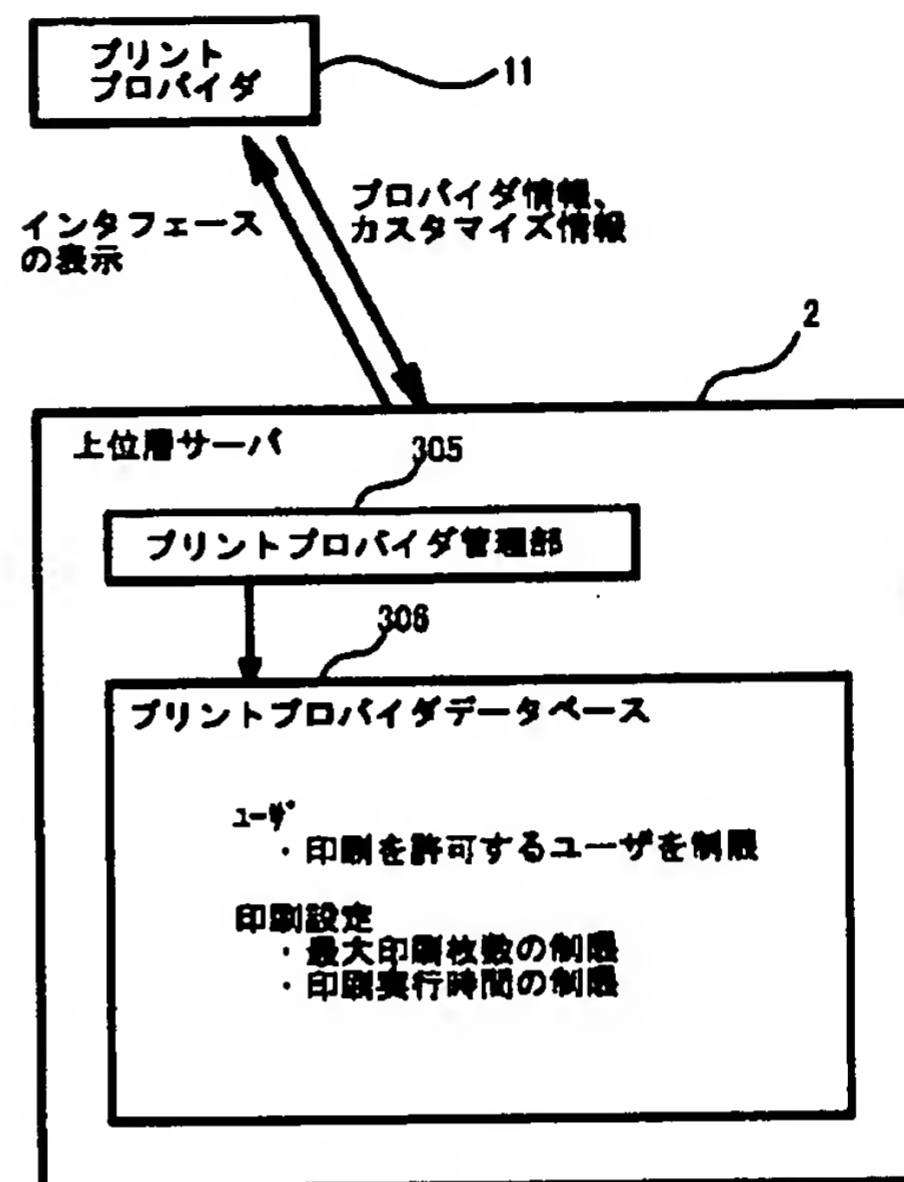 プリント
プロバイダ
11
プロバイダ情報、
カスタマイズ情報
インタフェース
の表示
2
上位層サーバ
305
プリントプロバイダ管理部
306
プリントプロバイダデータベース
ユーザ
・印刷を許可するユーザを制限
印刷設定
・最大印刷枚数の制限
・印刷実行時間の制限